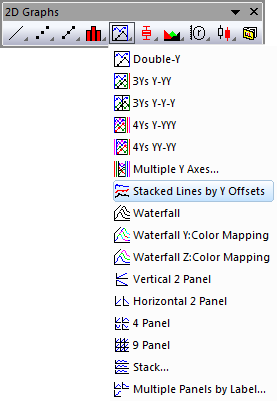 2D Graphs
Double-Y
3Ys Y-YY
3Ys Y-Y-Y
4Ys Y-YYY
4Ys YY-YY
Multiple Y Axes...
Stacked Lines by Y Offsets
Waterfall
Waterfall Y:Color Mapping
Waterfall Z:Color Mapping
Vertical 2 Panel
Horizontal 2 Panel
4 Panel
9 Panel
Stack...
Multiple Panels by Label...